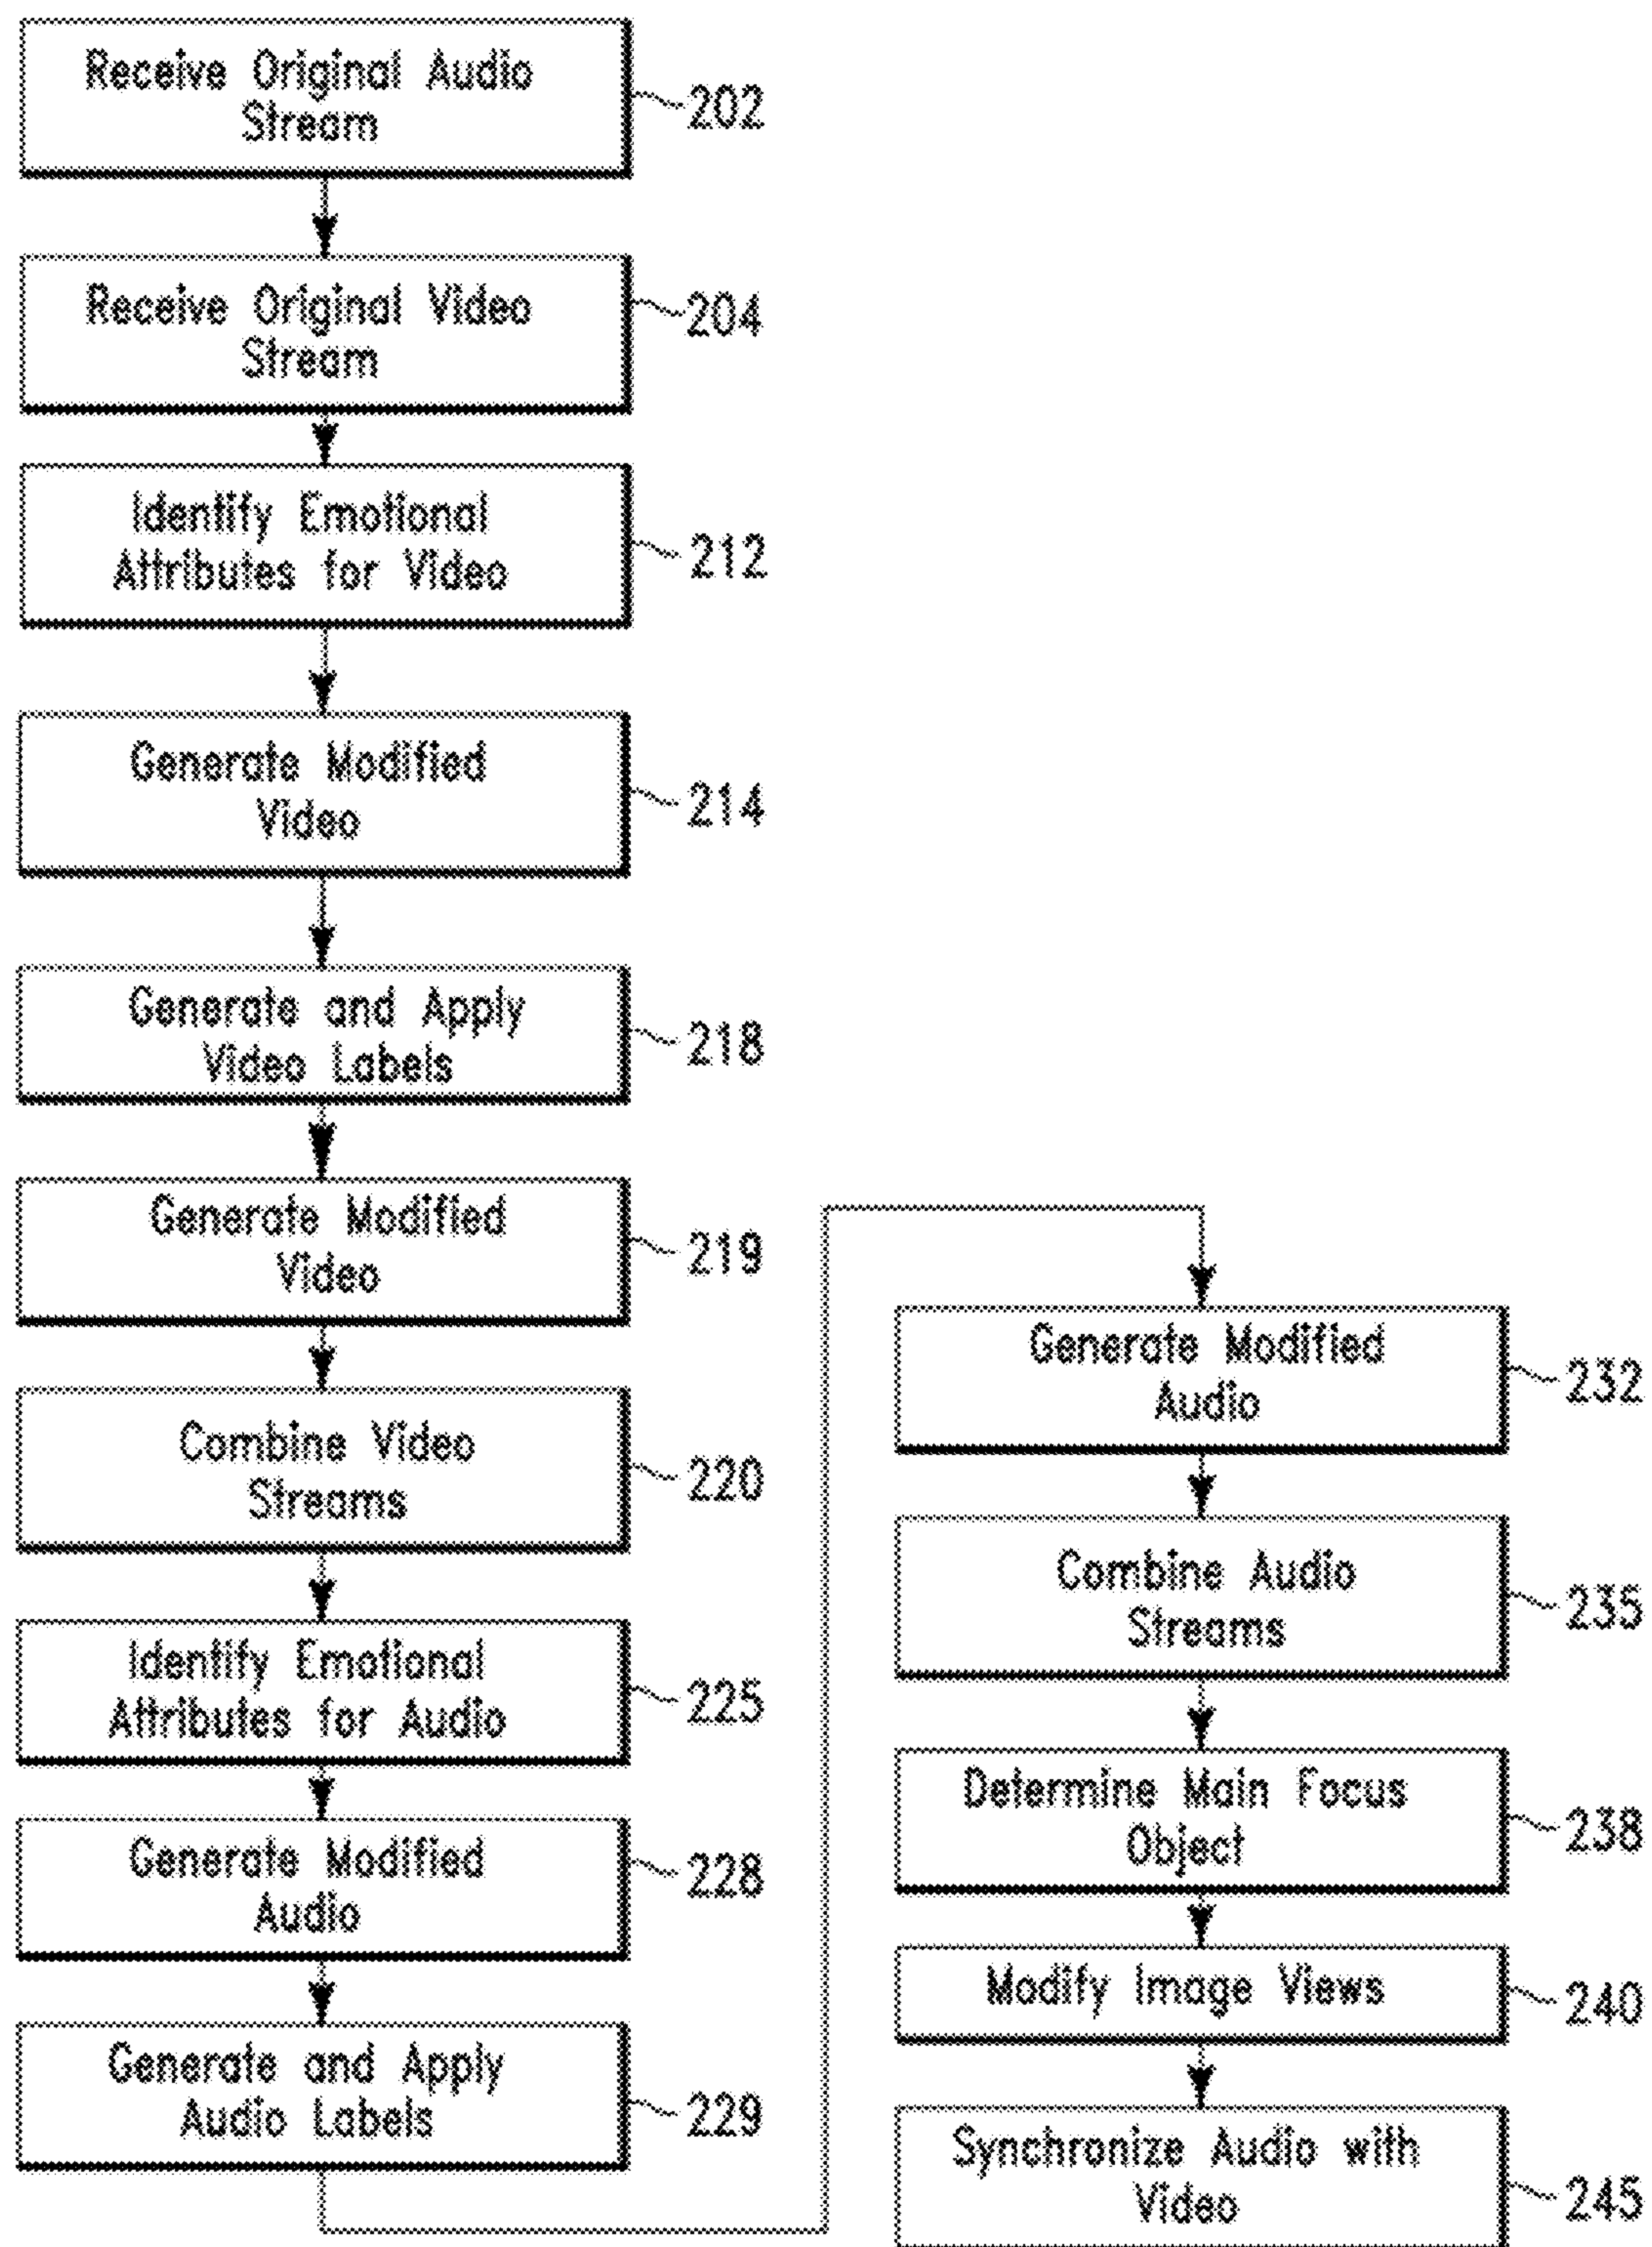 Receive Original Audio
Stream
202
Receive Original Video
Stream
204
Identify Emotional
Attributes for Video
212
Generate Modified
Video
214
Generate and Apply
Video Labels
218
Generate Modified
Video
219
Combine Video
Streams
220
Identify Emotional
Attributes for Audio
225
Generate Modified
Audio
228
Generate and Apply
Audio Labels
229
Generate Modified
Audio
232
Combine Audio
Streams
235
Determine Main Focus
Object
238
Modify Image Views
240
Synchronize Audio with
Video
245